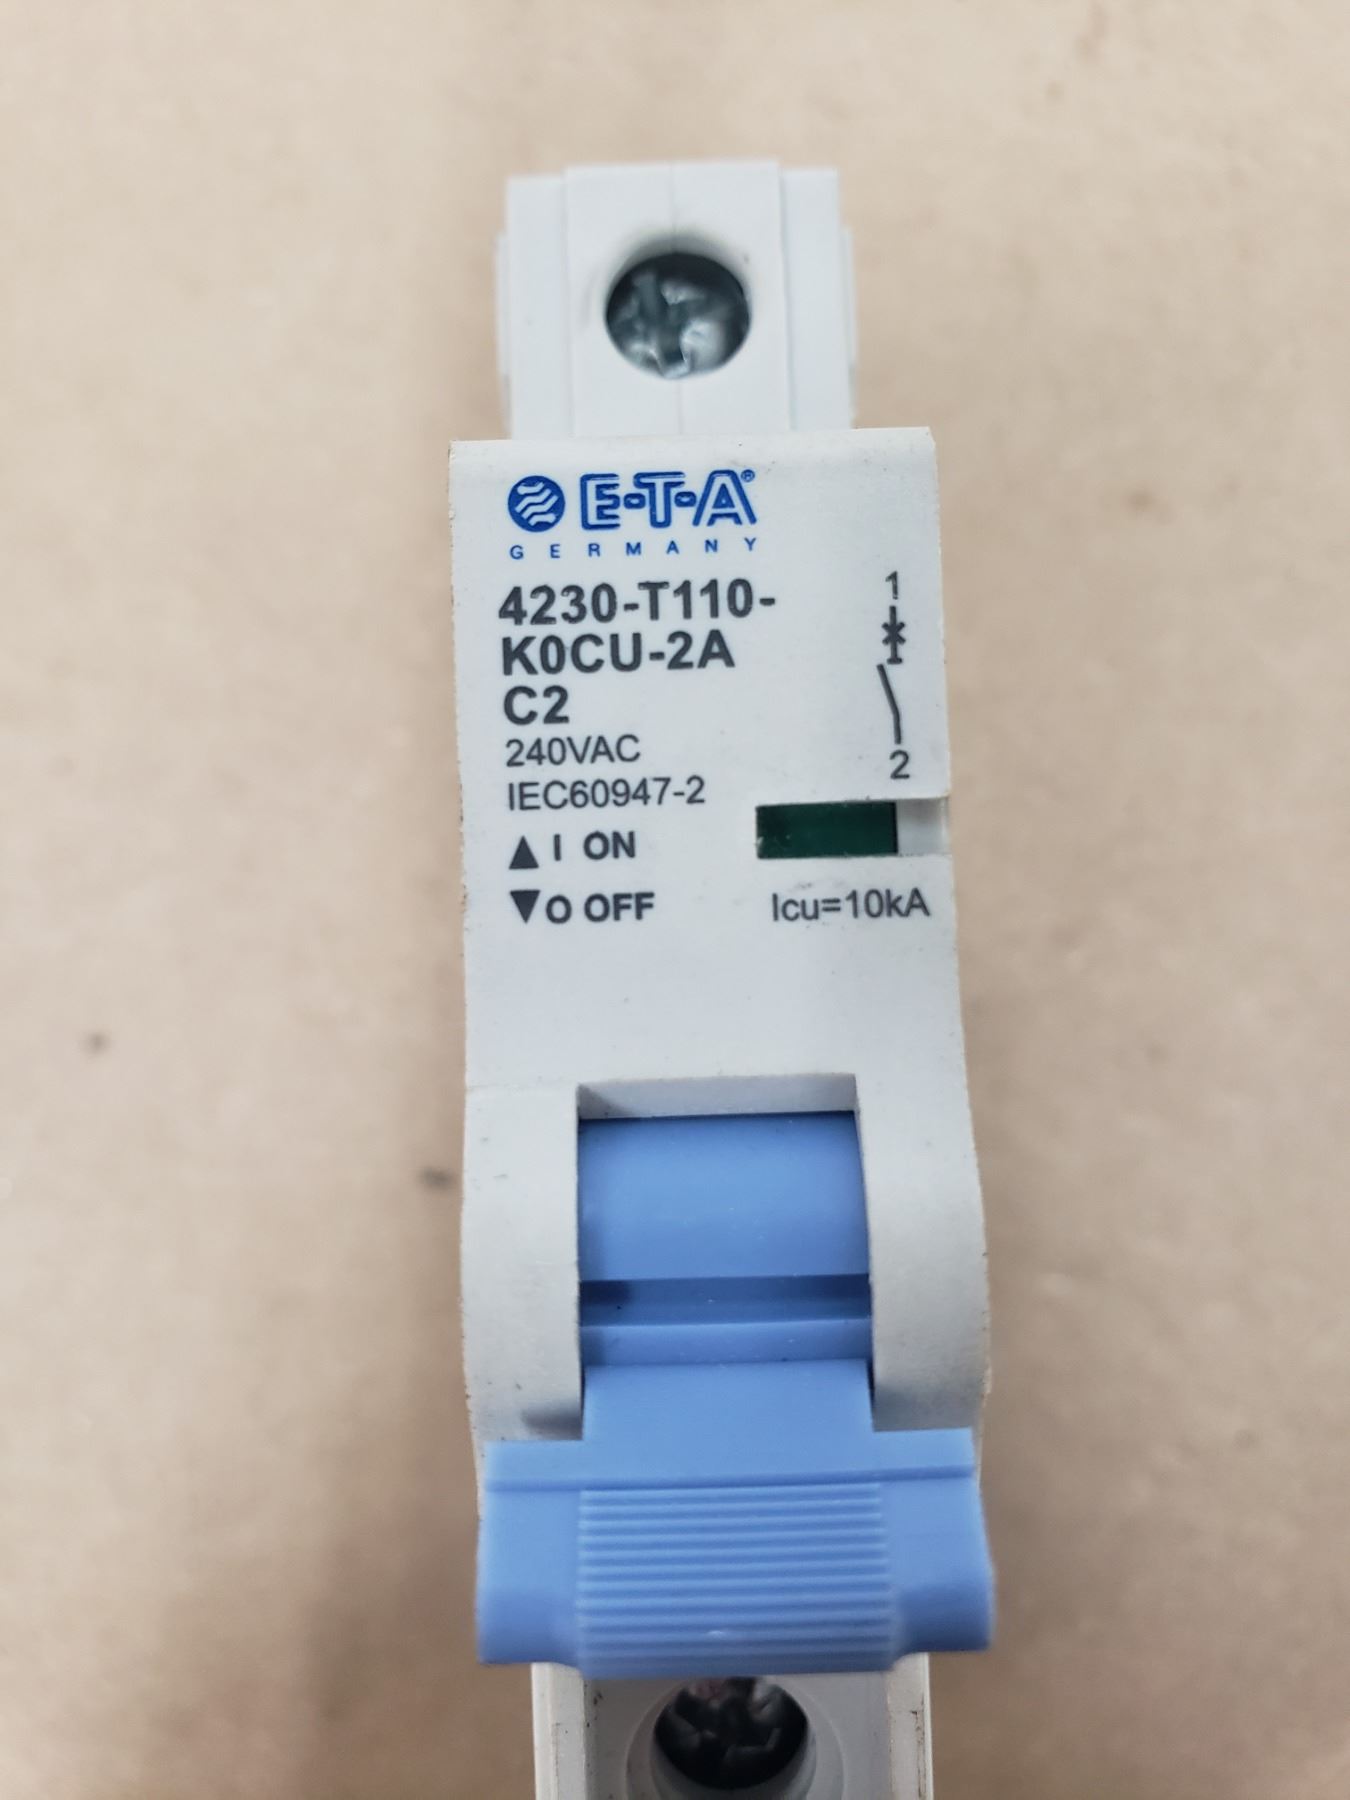 E-T-A®
GERMANY
4230-T110-
K0CU-2A
C2
240VAC
IEC60947-2
▲ I ON
▼ O OFF
1
2
Icu=10kA